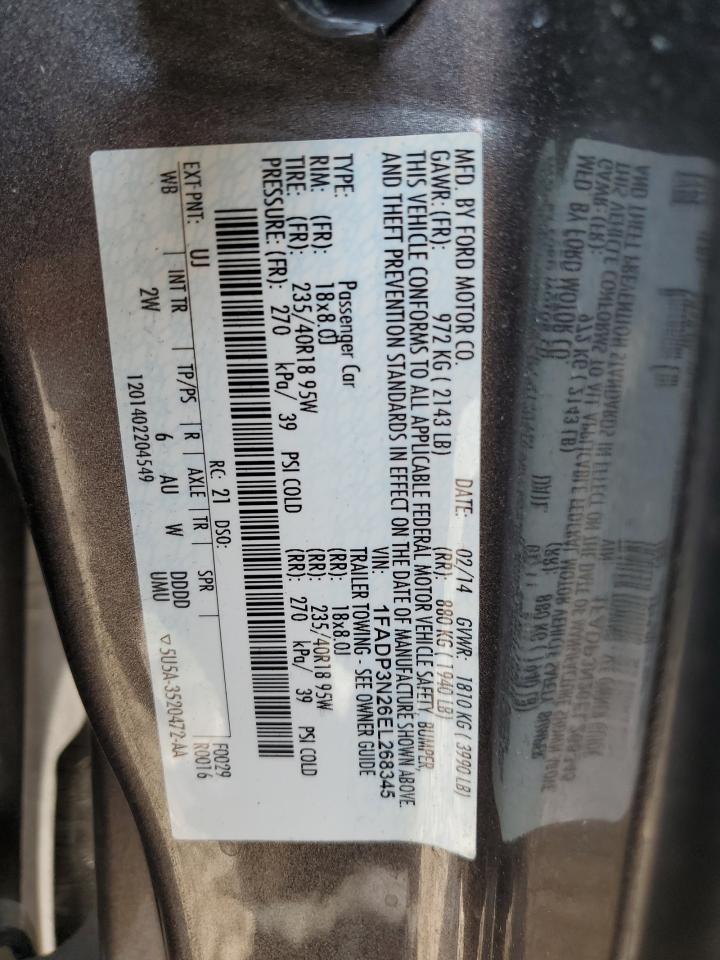 MFD. BY FORD MOTOR CO.
DATE: 02/14 GVWR: 1810 KG ( 3990 LB)
GAWR: (FR): 972 KG ( 2143 LB) (RR): 880 KG ( 1940 LB)
THIS VEHICLE CONFORMS TO ALL APPLICABLE FEDERAL MOTOR VEHICLE SAFETY, BUMPER,
AND THEFT PREVENTION STANDARDS IN EFFECT ON THE DATE OF MANUFACTURE SHOWN ABOVE.
VIN: 1FADP3N26EL268345
TYPE: Passenger Car TRAILER TOWING - SEE OWNER GUIDE
RIM: (FR): 18x8.0J (RR): 18x8.0J
TIRE: (FR): 235/40R18 95W (RR): 235/40R18 95W
PRESSURE: (FR): 270 kPa/ 39 PSI COLD (RR): 270 kPa/ 39 PSI COLD
EXT PNT: UJ RC: 21 DSO: F0029
WB INT TR TP/PS R AXLE TR SPR R0016
2W 6 AU W DDDD
1201402204549 UMU ▽5U5A-3520472-AA